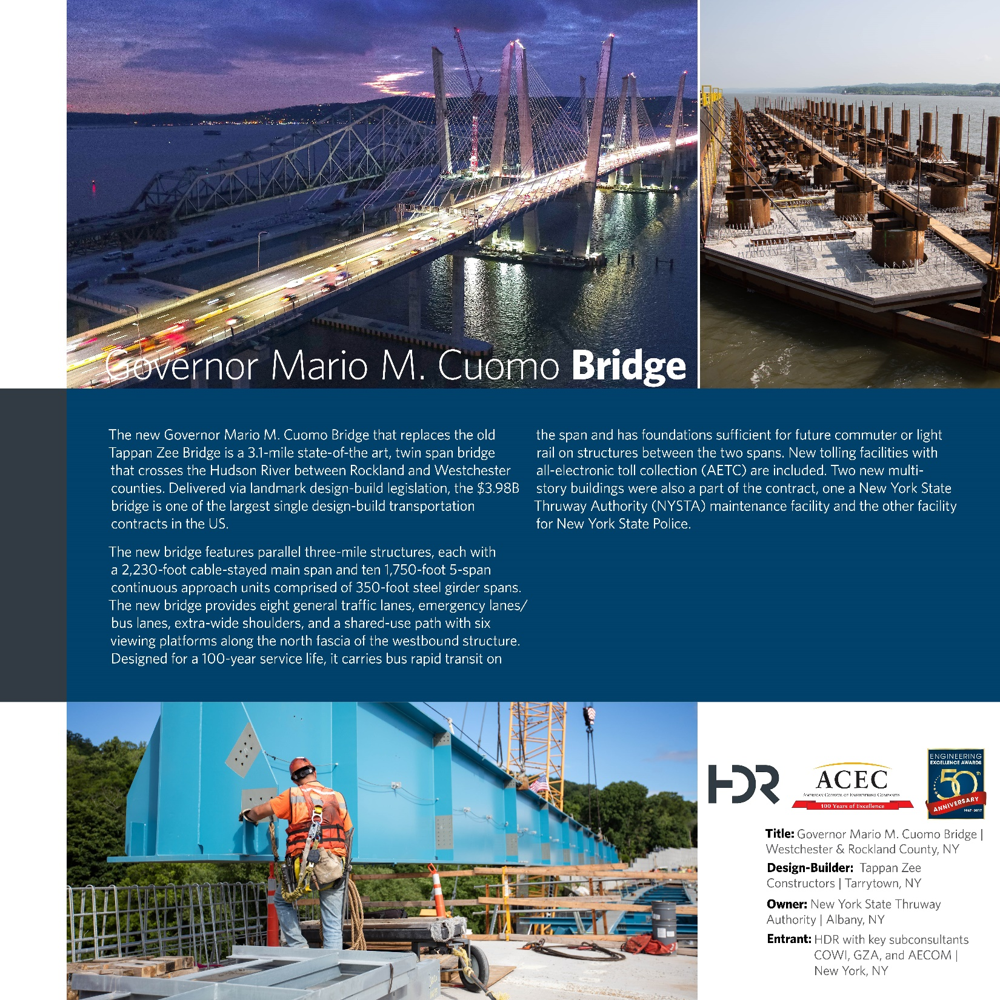 Governor Mario M. Cuomo Bridge
The new Governor Mario M. Cuomo Bridge that replaces the old
Tappan Zee Bridge is a 3.1-mile state-of-the art, twin span bridge
that crosses the Hudson River between Rockland and Westchester
counties. Delivered via landmark design-build legislation, the $3.98B
bridge is one of the largest single design-build transportation
contracts in the US.
The new bridge features parallel three-mile structures, each with
a 2,230-foot cable-stayed main span and ten 1,750-foot 5-span
continuous approach units comprised of 350-foot steel girder spans.
The new bridge provides eight general traffic lanes, emergency lanes/
bus lanes, extra-wide shoulders, and a shared-use path with six
viewing platforms along the north fascia of the westbound structure.
Designed for a 100-year service life, it carries bus rapid transit on
the span and has foundations sufficient for future commuter or light
rail on structures between the two spans. New tolling facilities with
all-electronic toll collection (AETC) are included. Two new multi-
story buildings were also a part of the contract, one a New York State
Thruway Authority (NYSTA) maintenance facility and the other facility
for New York State Police.
HDR
ACEC
American Council of Engineering Companies
100 Years of Excellence
ENGINEERING
EXCELLENCE AWARDS
50th
ANNIVERSARY
1967-2017
Title: Governor Mario M. Cuomo Bridge |
Westchester & Rockland County, NY
Design-Builder: Tappan Zee
Constructors | Tarrytown, NY
Owner: New York State Thruway
Authority | Albany, NY
Entrant: HDR with key subconsultants
COWI, GZA, and AECOM |
New York, NY